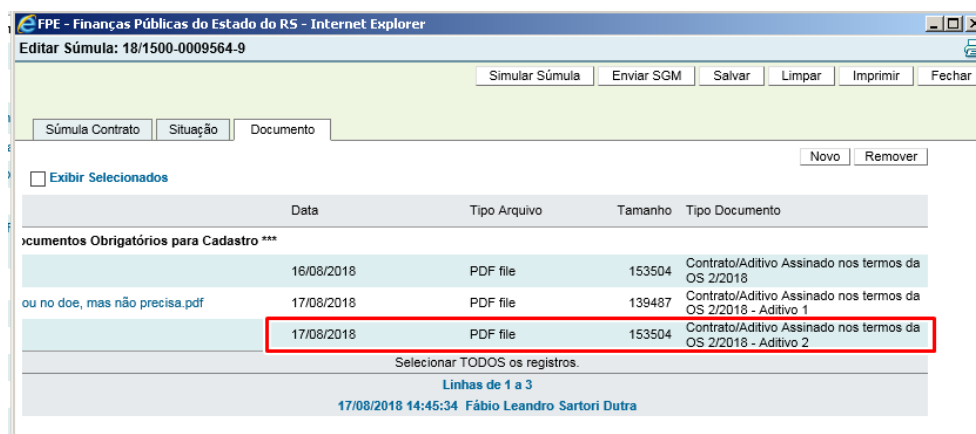 FPE - Finanças Públicas do Estado do RS - Internet Explorer
Editar Súmula: 18/1500-0009564-9
Simular Súmula Enviar SGM Salvar Limpar Imprimir Fechar
Súmula Contrato Situação Documento
Novo Remover
Exibir Selecionados
Data Tipo Arquivo Tamanho Tipo Documento
ocumentos Obrigatórios para Cadastro ***
16/08/2018 PDF file 153504 Contrato/Aditivo Assinado nos termos da
OS 2/2018
ou no doe, mas não precisa.pdf 17/08/2018 PDF file 139487 Contrato/Aditivo Assinado nos termos da
OS 2/2018 - Aditivo 1
17/08/2018 PDF file 153504 Contrato/Aditivo Assinado nos termos da
OS 2/2018 - Aditivo 2
Selecionar TODOS os registros.
Linhas de 1 a 3
17/08/2018 14:45:34 Fábio Leandro Sartori Dutra